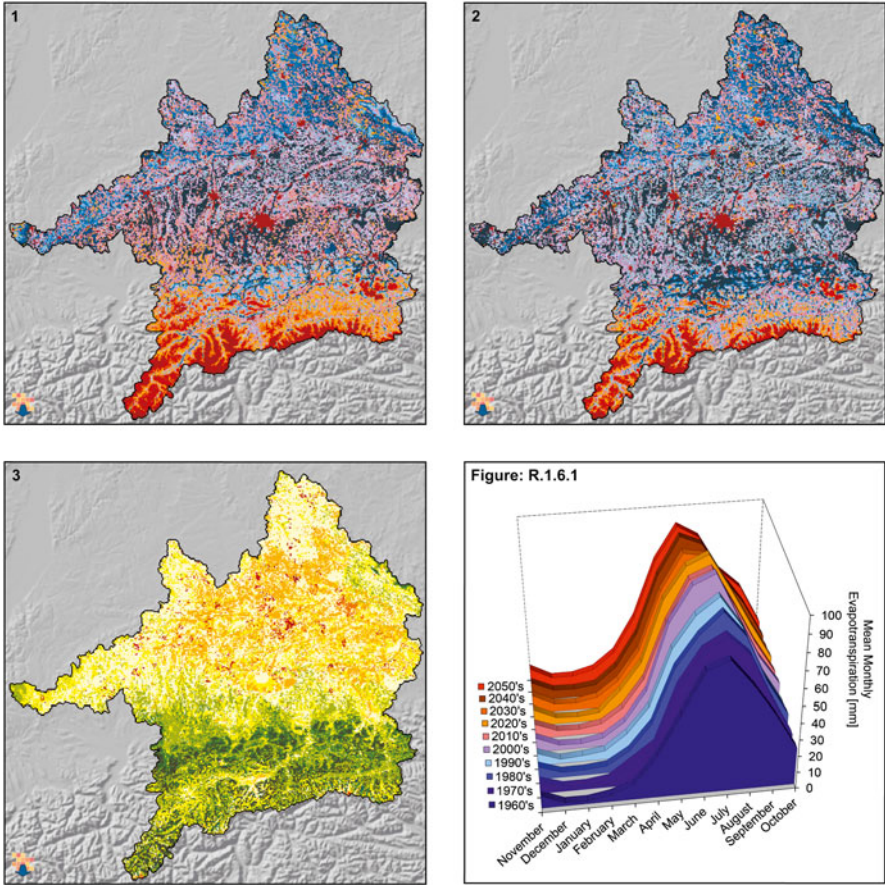 1
2
3
Figure: R.1.6.1
100
90
80
70
60
50
40
30
20
10
0
Mean Monthly
Evapotranspiration [mm]
2050's
2040's
2030's
2020's
2010's
2000's
1990's
1980's
1970's
1960's
November
December
January
February
March
April
May
June
July
August
September
October